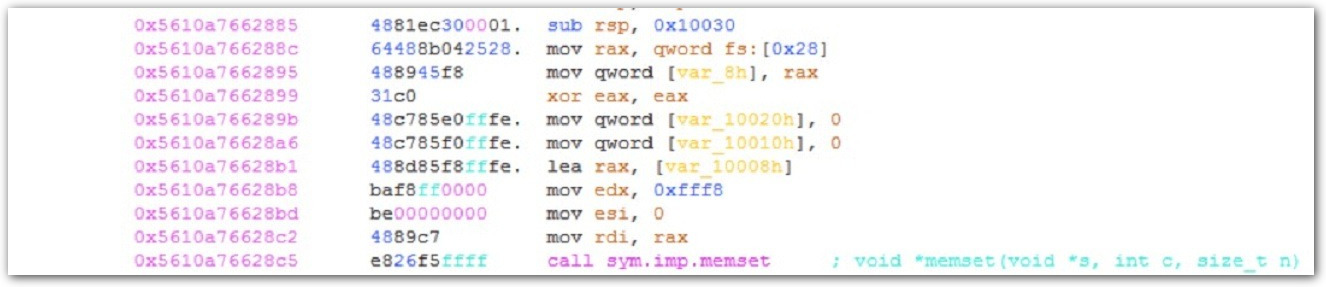 0x5610a7662885 4881ec300001. sub rsp, 0x10030
0x5610a766288c 64488b042528. mov rax, qword fs:[0x28]
0x5610a7662895 488945f8 mov qword [var_8h], rax
0x5610a7662899 31c0 xor eax, eax
0x5610a766289b 48c785e0fffe. mov qword [var_10020h], 0
0x5610a76628a6 48c785f0fffe. mov qword [var_10010h], 0
0x5610a76628b1 488d85f8fffe. lea rax, [var_10008h]
0x5610a76628b8 baf8ff0000 mov edx, 0xfff8
0x5610a76628bd be00000000 mov esi, 0
0x5610a76628c2 4889c7 mov rdi, rax
0x5610a76628c5 e826f5ffff call sym.imp.memset ; void *memset(void *s, int c, size_t n)